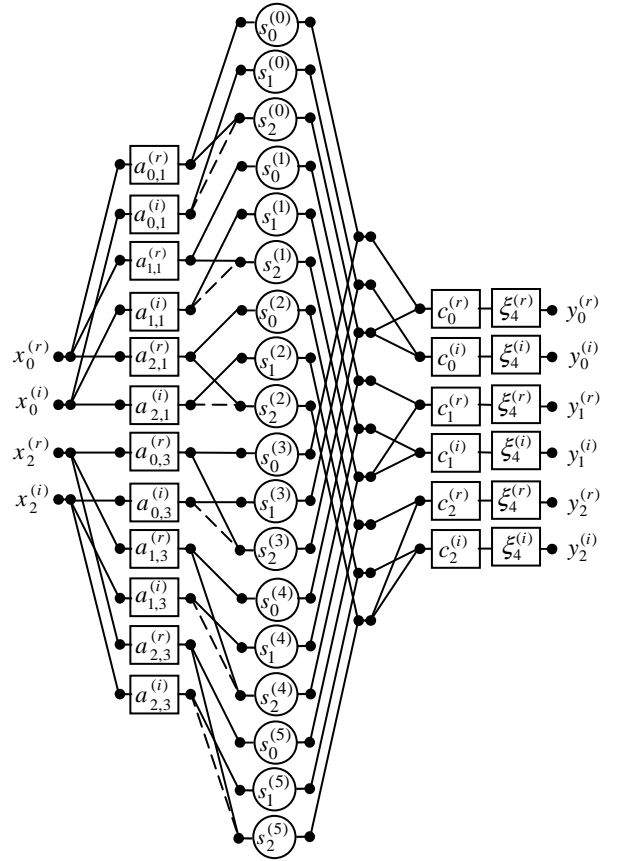 s_0^{(0)}
s_1^{(0)}
s_2^{(0)}
s_0^{(1)}
s_1^{(1)}
s_2^{(1)}
s_0^{(2)}
s_1^{(2)}
s_2^{(2)}
s_0^{(3)}
s_1^{(3)}
s_2^{(3)}
s_0^{(4)}
s_1^{(4)}
s_2^{(4)}
s_0^{(5)}
s_1^{(5)}
s_2^{(5)}
a_{0,1}^{(r)}
a_{0,1}^{(i)}
a_{1,1}^{(r)}
a_{1,1}^{(i)}
a_{2,1}^{(r)}
a_{2,1}^{(i)}
a_{0,3}^{(r)}
a_{0,3}^{(i)}
a_{1,3}^{(r)}
a_{1,3}^{(i)}
a_{2,3}^{(r)}
a_{2,3}^{(i)}
x_0^{(r)}
x_0^{(i)}
x_2^{(r)}
x_2^{(i)}
c_0^{(r)} ξ_4^{(r)} y_0^{(r)}
c_0^{(i)} ξ_4^{(i)} y_0^{(i)}
c_1^{(r)} ξ_4^{(r)} y_1^{(r)}
c_1^{(i)} ξ_4^{(i)} y_1^{(i)}
c_2^{(r)} ξ_4^{(r)} y_2^{(r)}
c_2^{(i)} ξ_4^{(i)} y_2^{(i)}